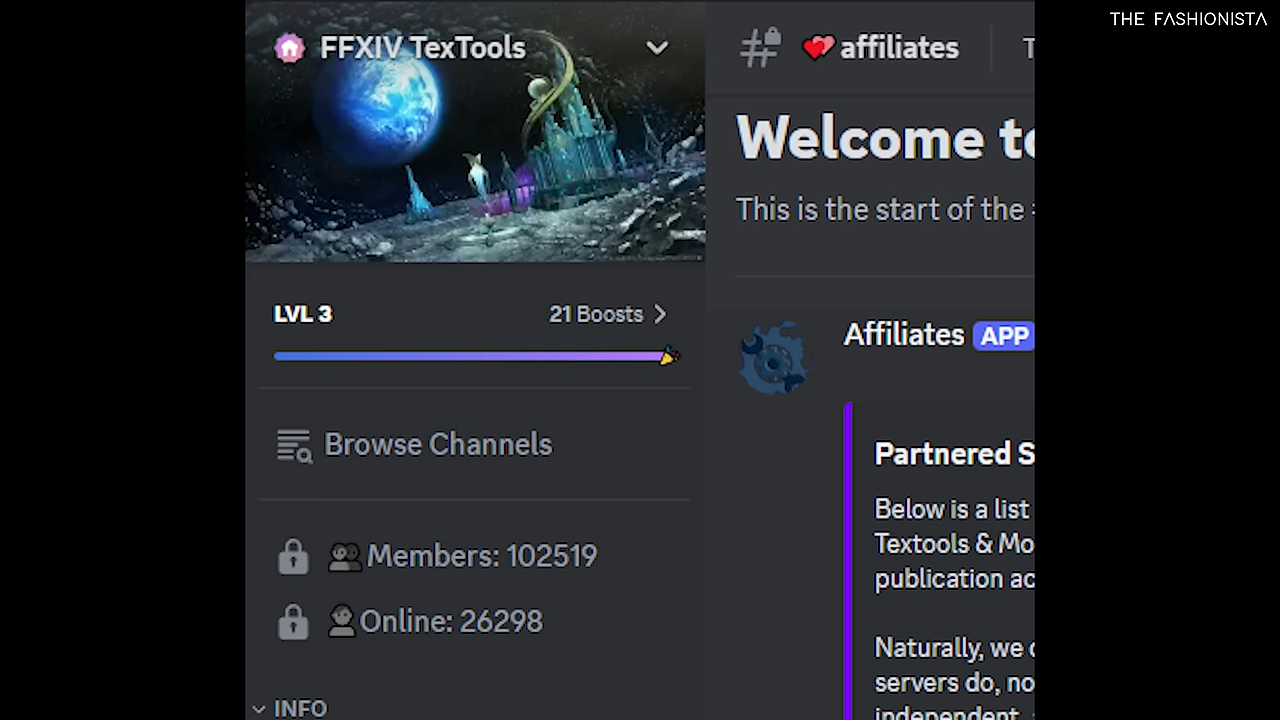 THE FASHIONISTA
FFXIV TexTools
affiliates
Welcome to
This is the start of the
LVL 3
21 Boosts
Affiliates APP
Browse Channels
Partnered S
Below is a list
Textools & Mo
publication ac
Members: 102519
Online: 26298
Naturally, we
servers do, no
independent.
INFO